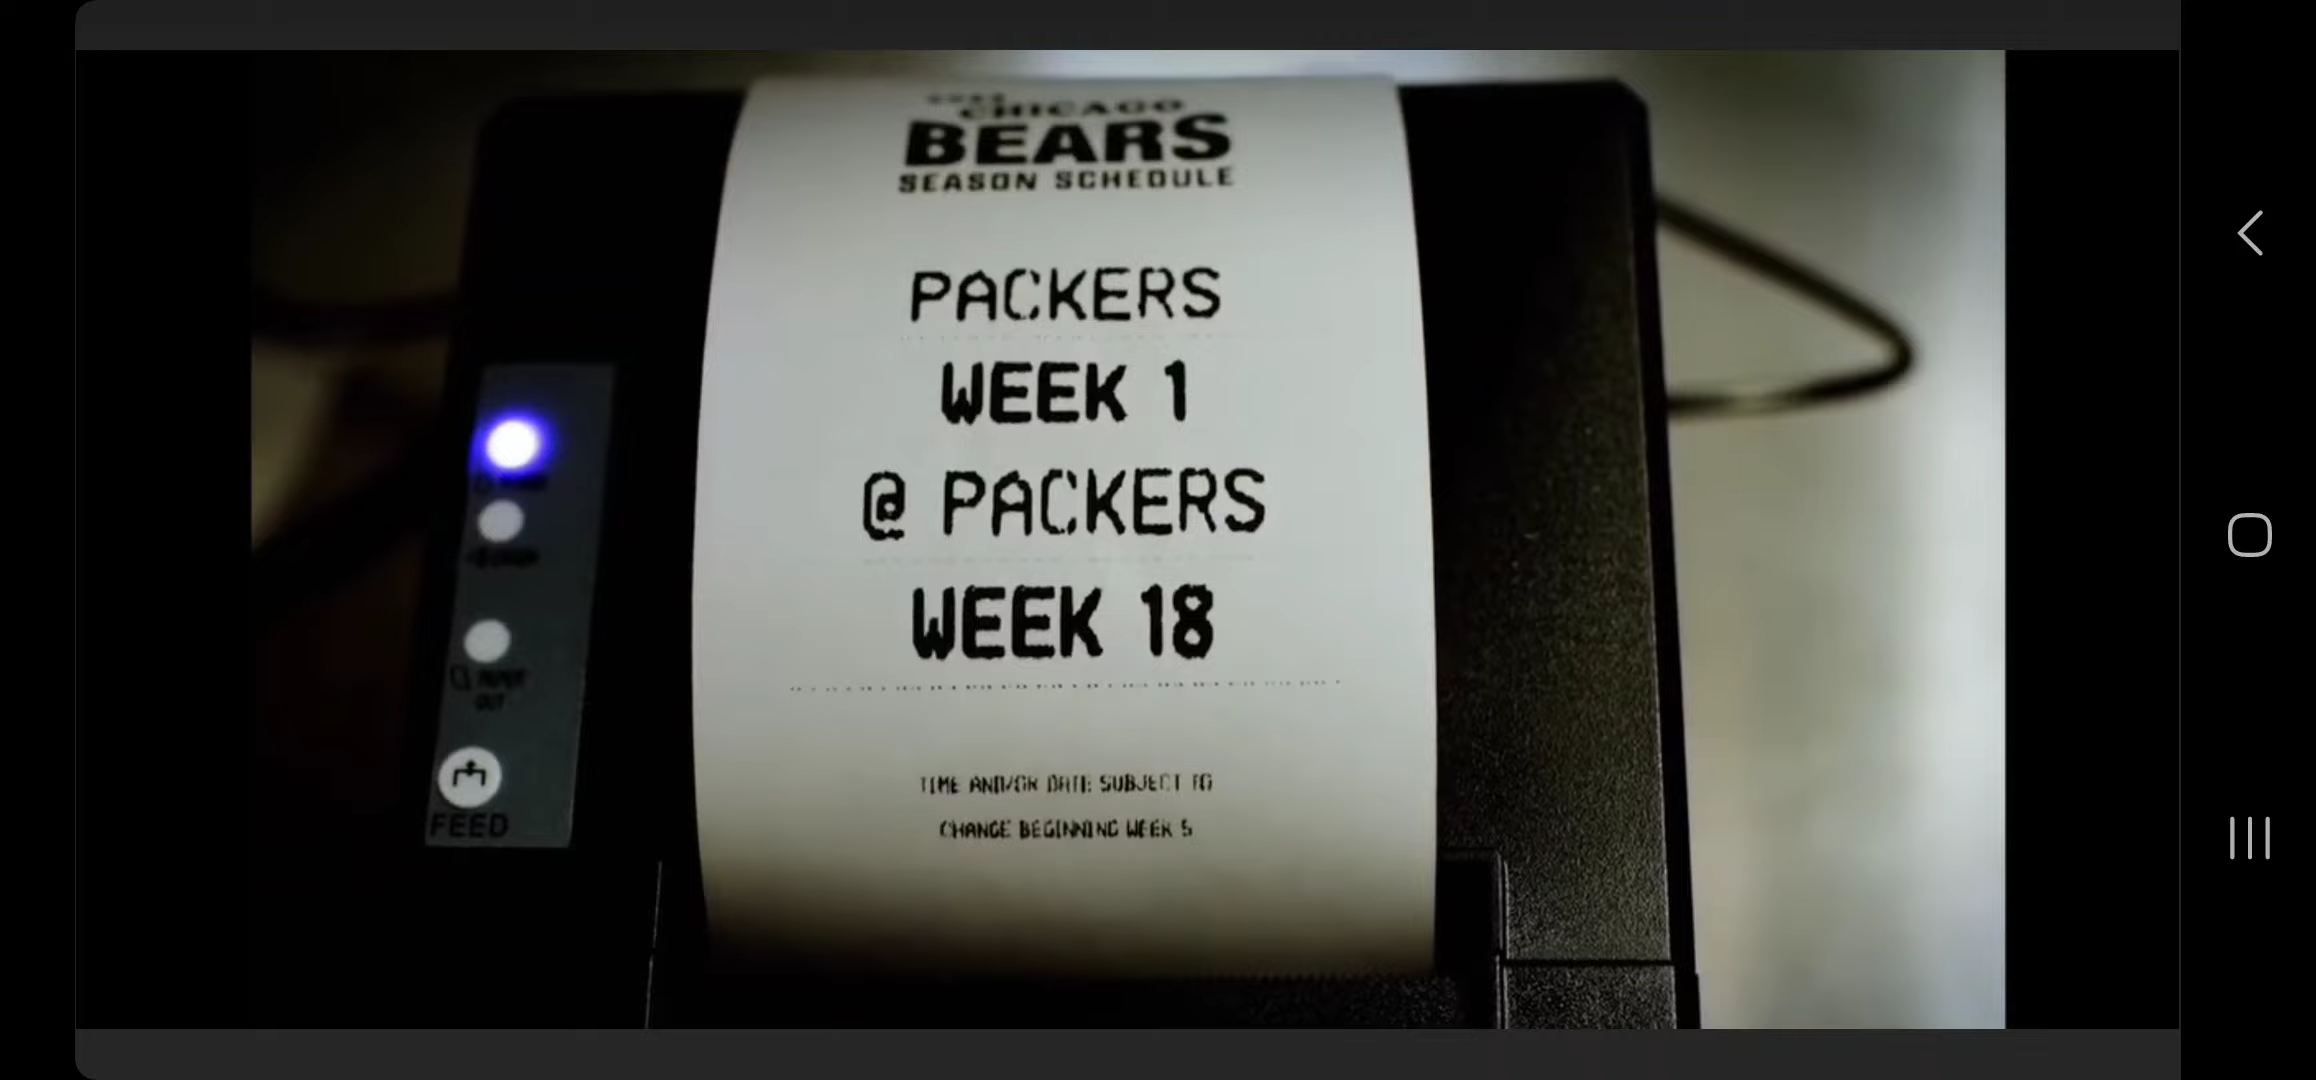 CHICAGO
BEARS
SEASON SCHEDULE
PACKERS
WEEK 1
@ PACKERS
WEEK 18
TIME AND/OR DATE SUBJECT TO
CHANGE BEGINNING WEEK 5
OUT
FEED